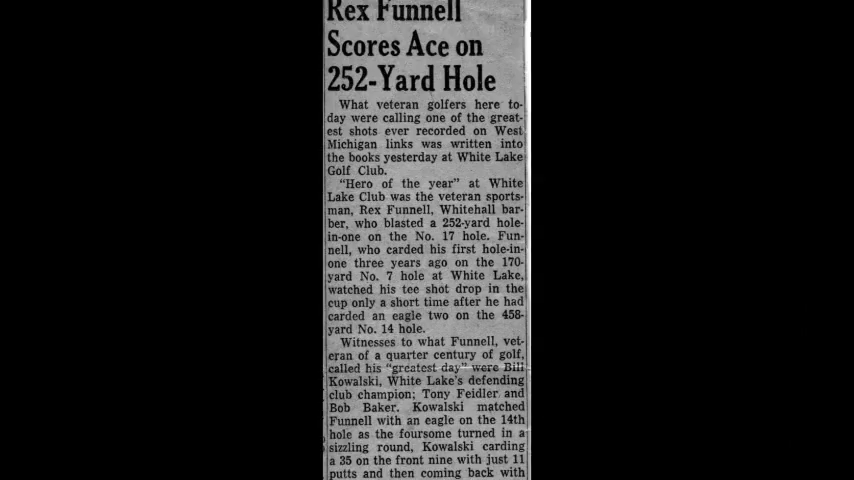 Rex Funnell
Scores Ace on
252-Yard Hole
What veteran golfers here to-
day were calling one of the great-
est shots ever recorded on West
Michigan links was written into
the books yesterday at White Lake
Golf Club.
"Hero of the year" at White
Lake Club was the veteran sports-
man, Rex Funnell, Whitehall bar-
ber, who blasted a 252-yard hole-
in-one on the No. 17 hole. Fun-
nell, who carded his first hole-in-
one three years ago on the 170-
yard No. 7 hole at White Lake,
watched his tee shot drop in the
cup only a short time after he had
carded an eagle two on the 458-
yard No. 14 hole.
Witnesses to what Funnell, vet-
eran of a quarter century of golf,
called his "greatest day" were Bill
Kowalski, White Lake's defending
club champion; Tony Feidler and
Bob Baker. Kowalski matched
Funnell with an eagle on the 14th
hole as the foursome turned in a
sizzling round, Kowalski carding
a 35 on the front nine with just 11
putts and then coming back with